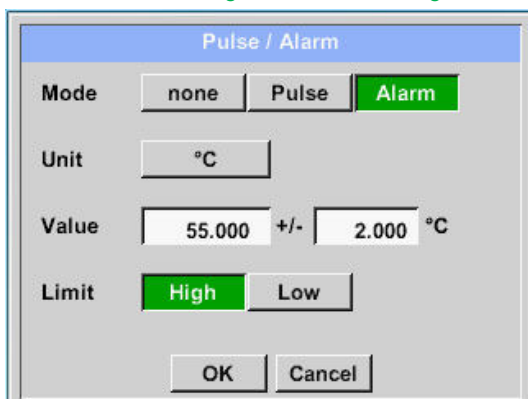 Pulse / Alarm
Mode none Pulse Alarm
Unit °C
Value 55.000 +/- 2.000 °C
Limit High Low
OK Cancel